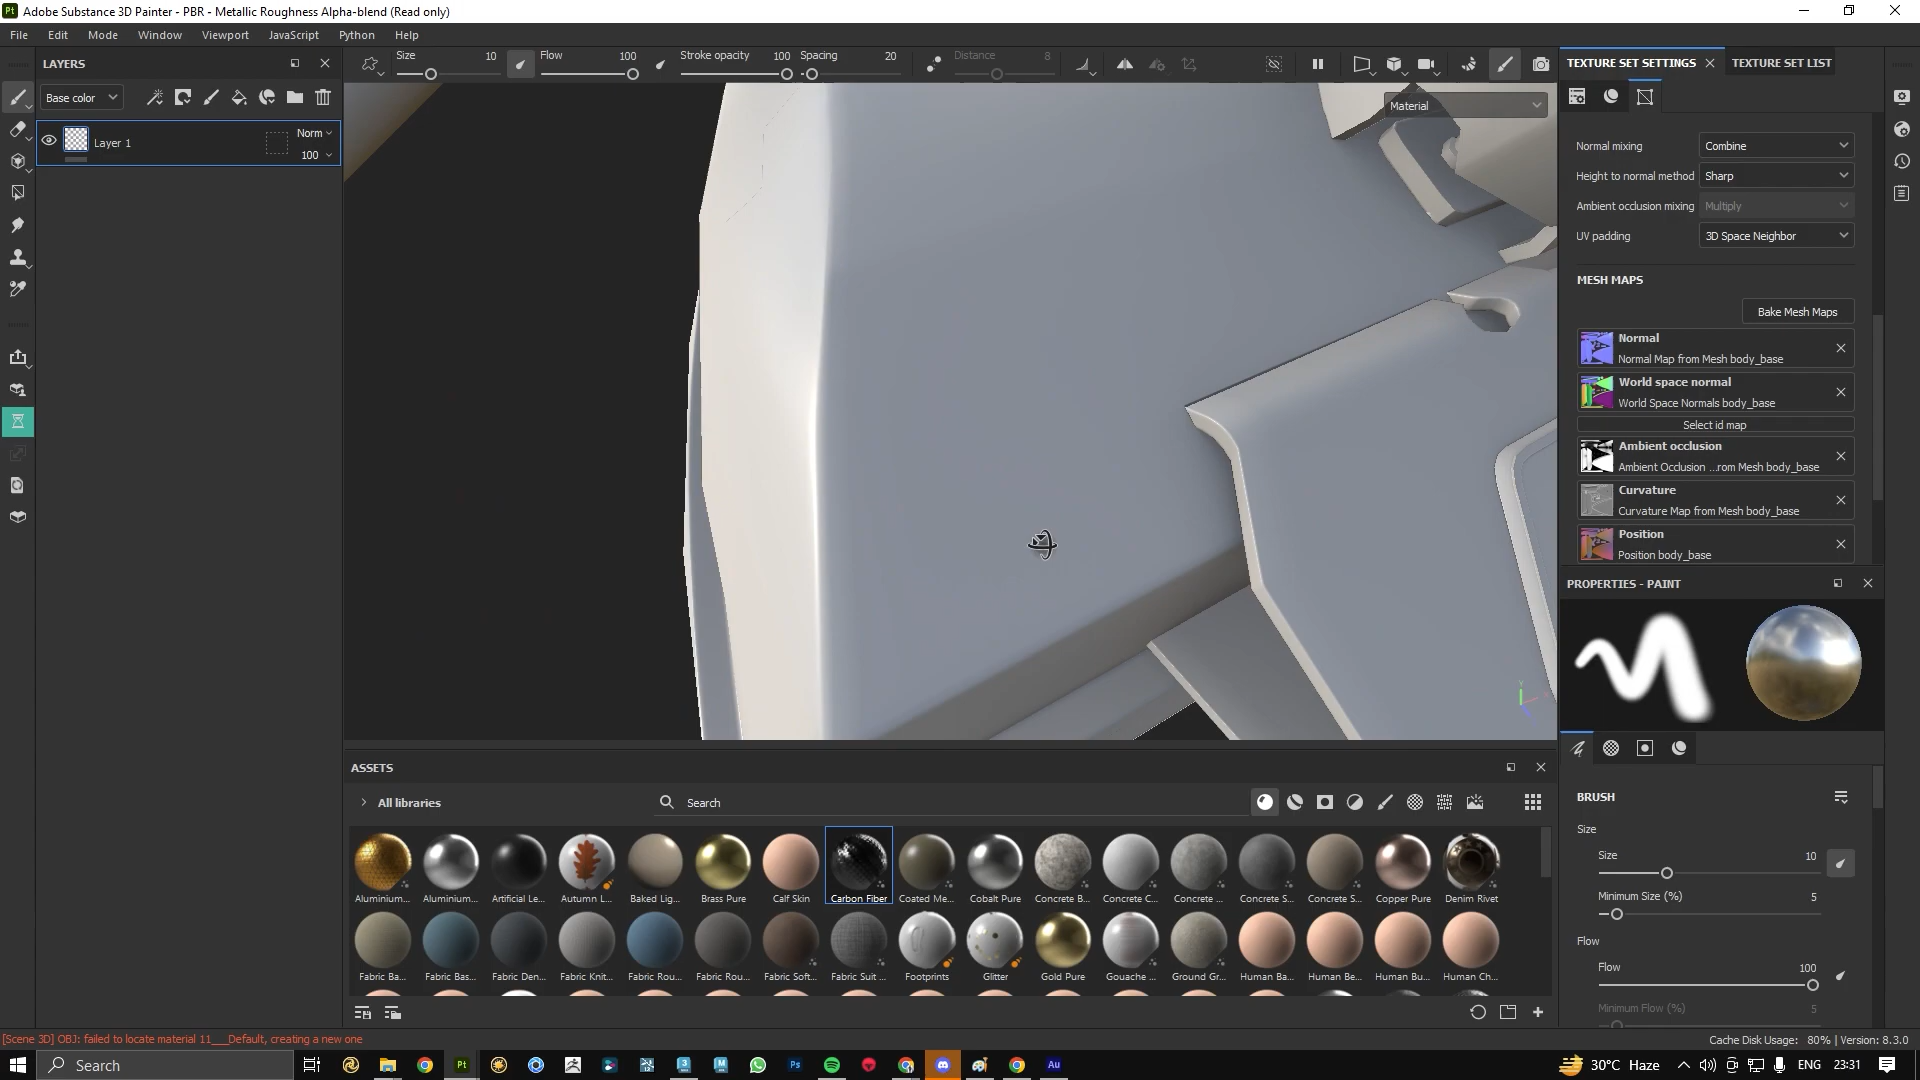 Adobe Substance 3D Painter - PBR - Metallic Roughness Alpha-blend (Read only)
File Edit Mode Window Viewport JavaScript Python Help
LAYERS
Size 10 Flow 100 Stroke opacity 100 Spacing 20 Distance 8
TEXTURE SET SETTINGS TEXTURE SET LIST
Base color
Material
Layer 1 Norm
100
Normal mixing Combine
Height to normal method Sharp
Ambient occlusion mixing Multiply
UV padding 3D Space Neighbor
MESH MAPS
Bake Mesh Maps
Normal
Normal Map from Mesh body_base
World space normal
World Space Normals body_base
Select id map
Ambient occlusion
Ambient Occlusion ...rom Mesh body_base
Curvature
Curvature Map from Mesh body_base
Position
Position body_base
PROPERTIES - PAINT
ASSETS
All libraries
Search
Aluminium... Aluminium... Artificial Le... Autumn L... Baked Lig... Brass Pure Calf Skin Carbon Fiber Coated Me... Cobalt Pure Concrete B... Concrete C... Concrete ... Concrete S... Concrete S... Copper Pure Denim Rivet
Fabric Ba... Fabric Bas... Fabric Den... Fabric Knit... Fabric Rou... Fabric Rou... Fabric Soft... Fabric Suit ... Footprints Glitter Gold Pure Gouache ... Ground Gr... Human Ba... Human Be... Human Bu... Human Ch...
BRUSH
Size
Size 10
Minimum Size (%) 5
Flow
Flow 100
Minimum Flow (%) 5
[Scene 3D] OBJ: failed to locate material 11___Default, creating a new one
Cache Disk Usage: 80% | Version: 8.3.0
Search
30°C Haze ENG 23:31